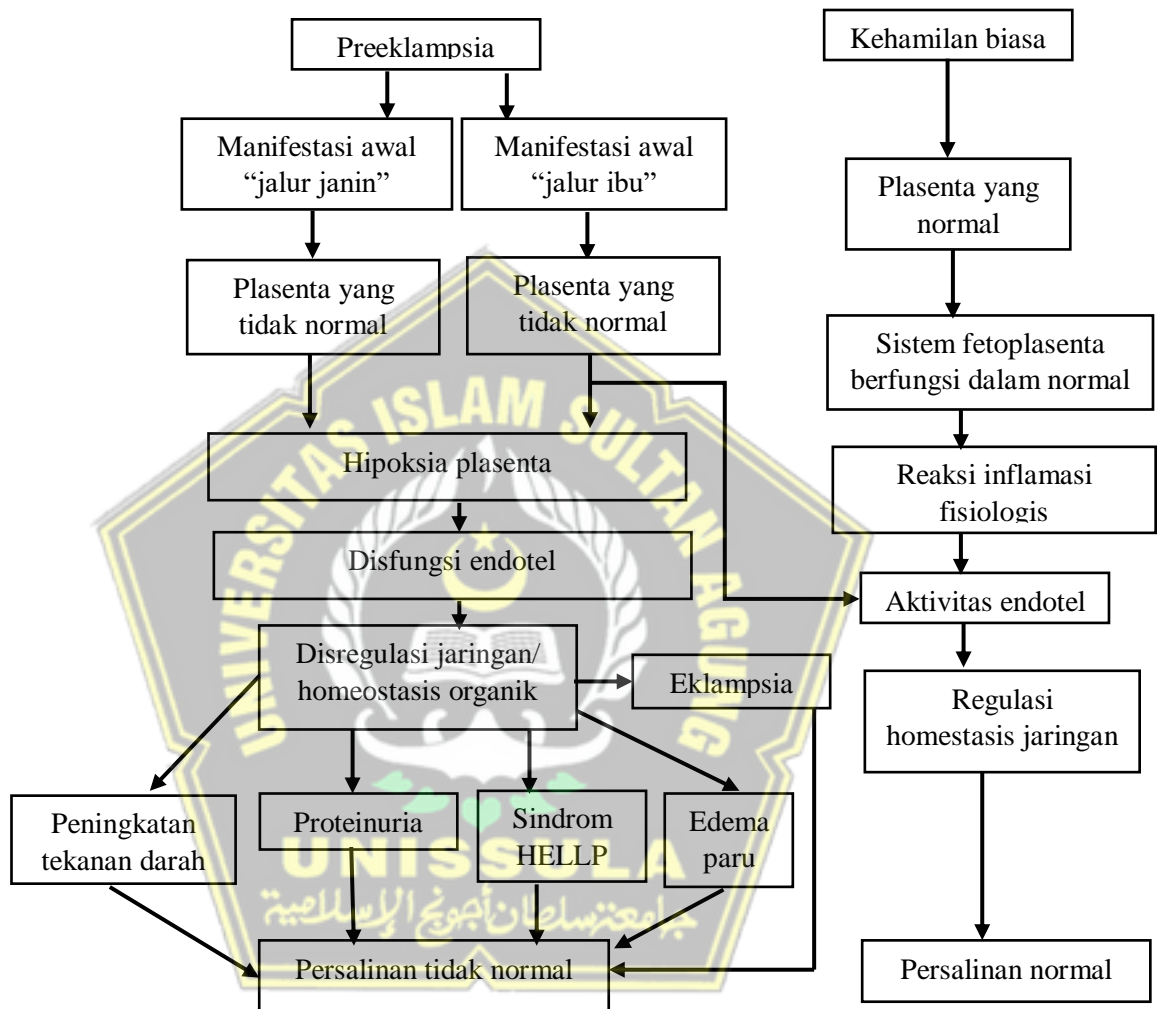 Preeklampsia
Kehamilan biasa
Manifestasi awal
“jalur janin”
Manifestasi awal
“jalur ibu”
Plasenta yang
normal
Plasenta yang
tidak normal
Plasenta yang
tidak normal
Sistem fetoplasenta
berfungsi dalam normal
Hipoksia plasenta
Reaksi inflamasi
fisiologis
Disfungsi endotel
Aktivitas endotel
Disregulasi jaringan/
homeostasis organik
Eklampsia
Regulasi
homestasis jaringan
Peningkatan
tekanan darah
Proteinuria
Sindrom
HELLP
Edema
paru
Persalinan tidak normal
Persalinan normal
UNIVERSITAS ISLAM SULTAN AGUNG
UNISSULA
جامعتنسلطان أجونج الإسلامية